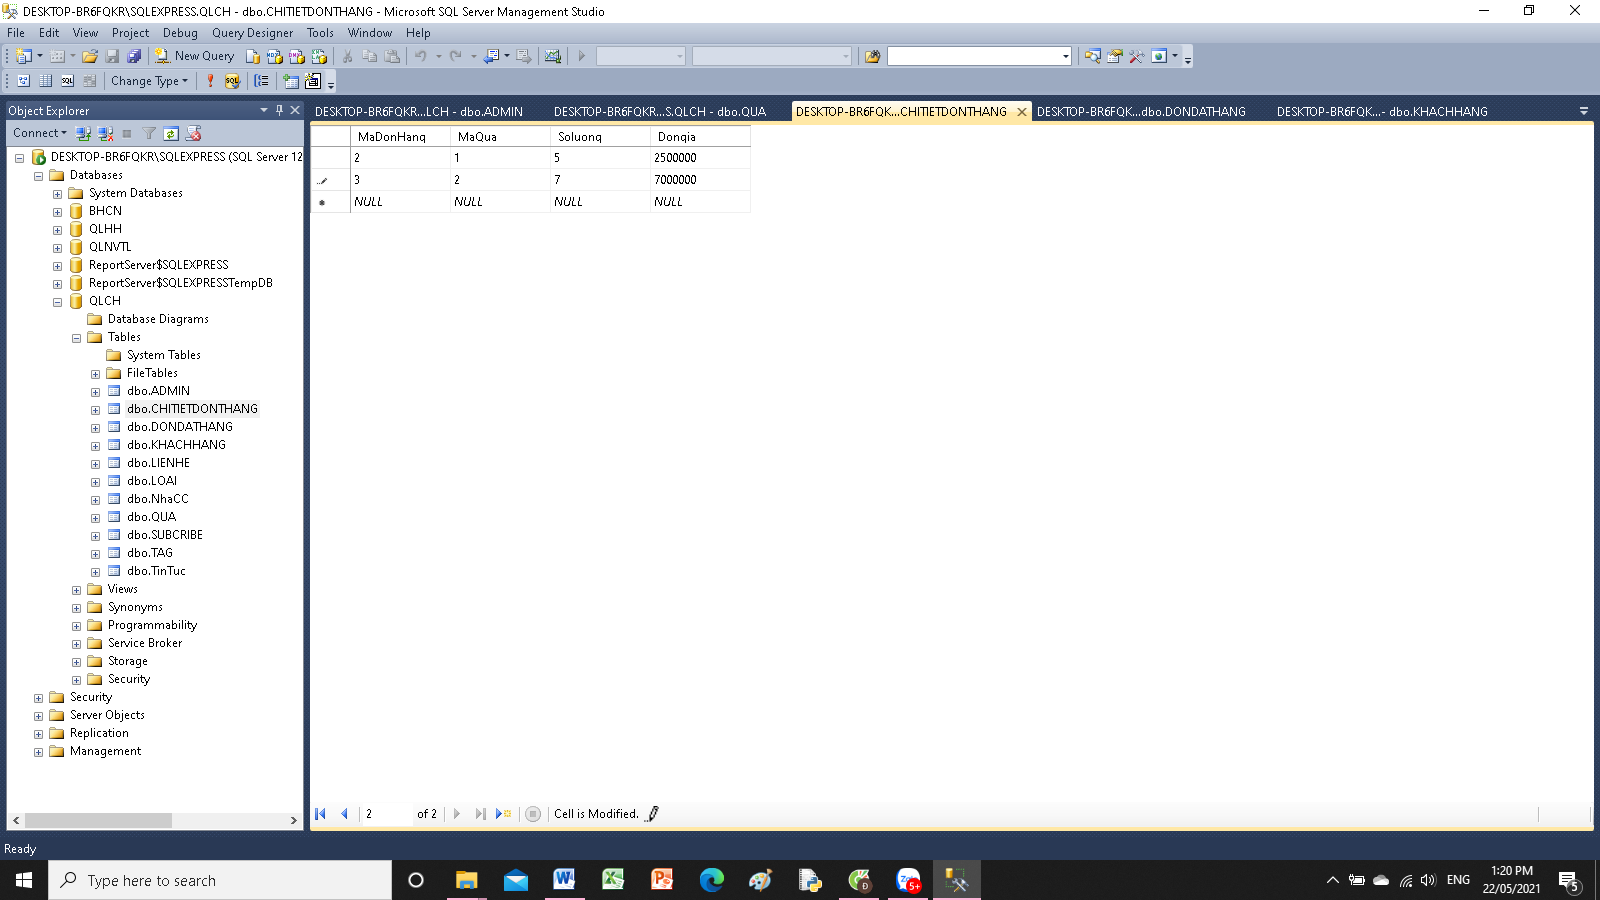 DESKTOP-BR6FQKR\SQLEXPRESS.QLCH - dbo.CHITIETDONTHANG - Microsoft SQL Server Management Studio
File Edit View Project Debug Query Designer Tools Window Help
New Query
Change Type
Object Explorer
DESKTOP-BR6FQKR...LCH - dbo.ADMIN DESKTOP-BR6FQKR...S.QLCH - dbo.QUA DESKTOP-BR6FQK...CHITIETDONTHANG DESKTOP-BR6FQK...dbo.DONDATHANG DESKTOP-BR6FQK...- dbo.KHACHHANG
Connect
DESKTOP-BR6FQKR\SQLEXPRESS (SQL Server 12
Databases
System Databases
BHCN
QLHH
QLNVTL
ReportServer$SQLEXPRESS
ReportServer$SQLEXPRESSTempDB
QLCH
Database Diagrams
Tables
System Tables
FileTables
dbo.ADMIN
dbo.CHITIETDONTHANG
dbo.DONDATHANG
dbo.KHACHHANG
dbo.LIENHE
dbo.LOAI
dbo.NhaCC
dbo.QUA
dbo.SUBCRIBE
dbo.TAG
dbo.TinTuc
Views
Synonyms
Programmability
Service Broker
Storage
Security
Security
Server Objects
Replication
Management
MaDonHang MaQua Soluong Dongia
2 1 5 2500000
3 2 7 7000000
NULL NULL NULL NULL
2 of 2 Cell is Modified.
Ready
Type here to search
ENG
1:20 PM
22/05/2021
5+
5